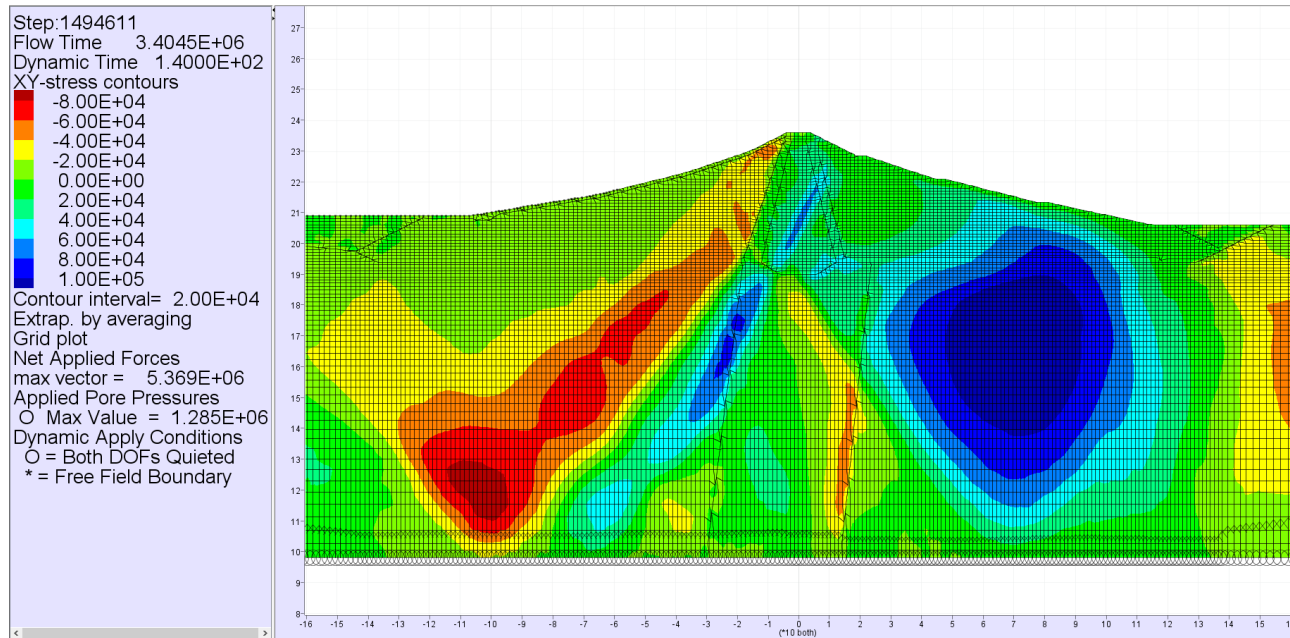 Step:1494611
Flow Time 3.4045E+06
Dynamic Time 1.4000E+02
XY-stress contours
-8.00E+04
-6.00E+04
-4.00E+04
-2.00E+04
0.00E+00
2.00E+04
4.00E+04
6.00E+04
8.00E+04
1.00E+05
Contour interval= 2.00E+04
Extrap. by averaging
Grid plot
Net Applied Forces
max vector = 5.369E+06
Applied Pore Pressures
O Max Value = 1.285E+06
Dynamic Apply Conditions
O = Both DOFs Quieted
* = Free Field Boundary
27
26
25
24
23
22
21
20
19
18
17
16
15
14
13
12
11
10
9
8
-16 -15 -14 -13 -12 -11 -10 -9 -8 -7 -6 -5 -4 -3 -2 -1 0 1 2 3 4 5 6 7 8 9 10 11 12 13 14 15 1
(*10 both)